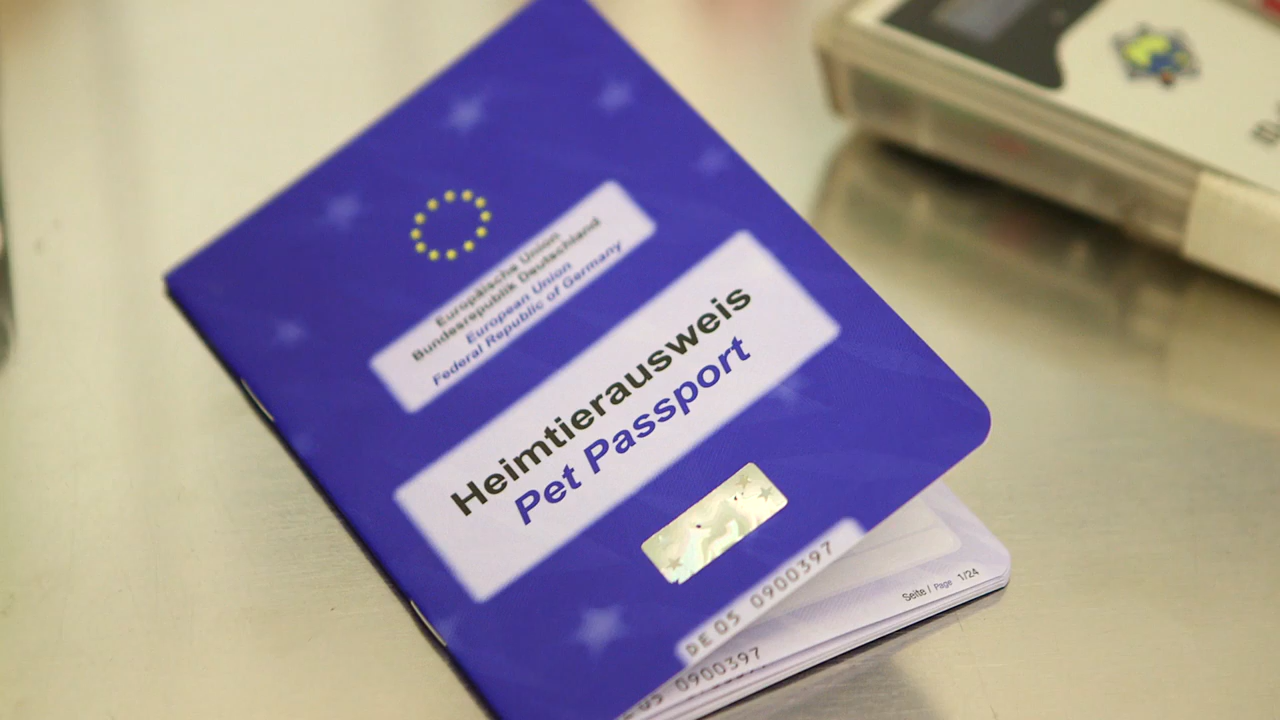 Europäische Union
Bundesrepublik Deutschland
European Union
Federal Republic of Germany
Heimtierausweis
Pet Passport
DE 05 0900397
Seite / Page 1/24
05 0900397